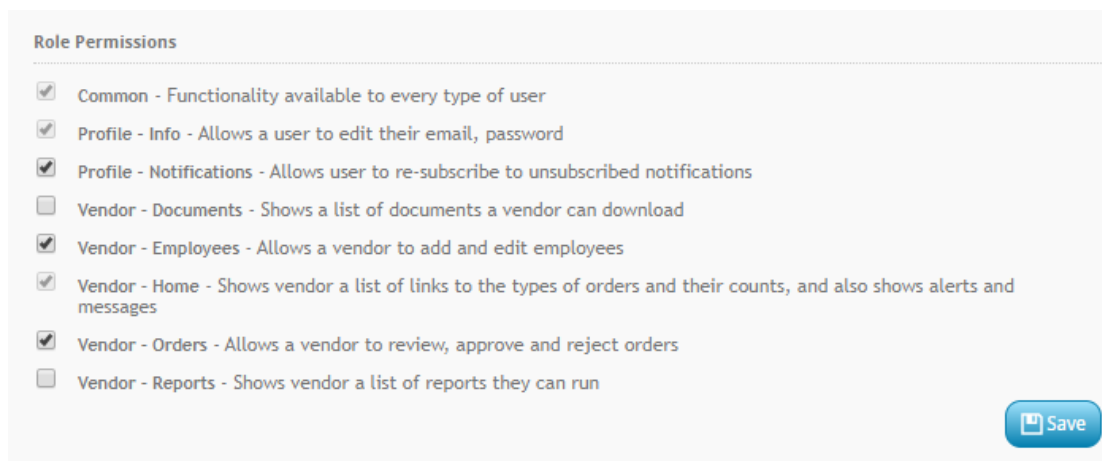 Role Permissions
Common - Functionality available to every type of user
Profile - Info - Allows a user to edit their email, password
Profile - Notifications - Allows user to re-subscribe to unsubscribed notifications
Vendor - Documents - Shows a list of documents a vendor can download
Vendor - Employees - Allows a vendor to add and edit employees
Vendor - Home - Shows vendor a list of links to the types of orders and their counts, and also shows alerts and
messages
Vendor - Orders - Allows a vendor to review, approve and reject orders
Vendor - Reports - Shows vendor a list of reports they can run
Save